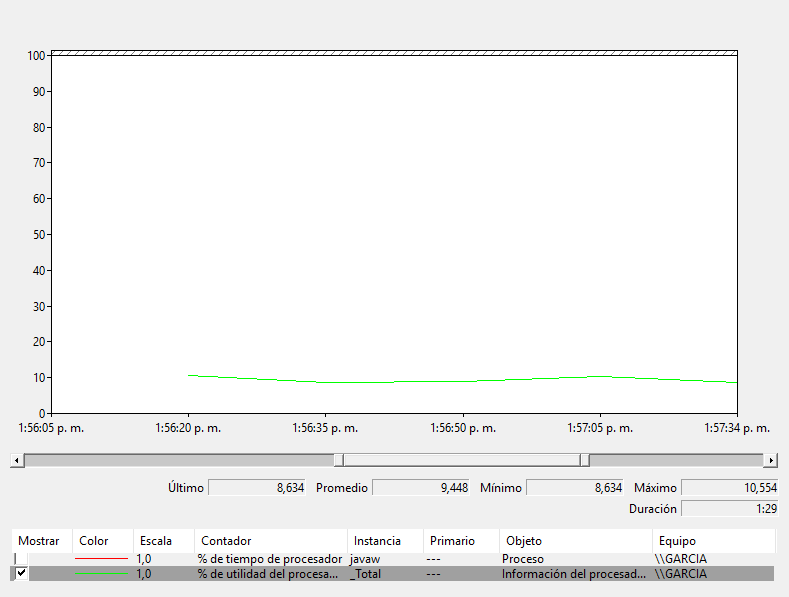 100
90
80
70
60
50
40
30
20
10
0
1:56:05 p. m. 1:56:20 p. m. 1:56:35 p. m. 1:56:50 p. m. 1:57:05 p. m. 1:57:34 p. m.
Último 8,634 Promedio 9,448 Mínimo 8,634 Máximo 10,554
Duración 1:29
Mostrar Color Escala Contador Instancia Primario Objeto Equipo
1,0 % de tiempo de procesador javaw --- Proceso \\GARCIA
1,0 % de utilidad del procesa... _Total --- Información del procesad... \\GARCIA